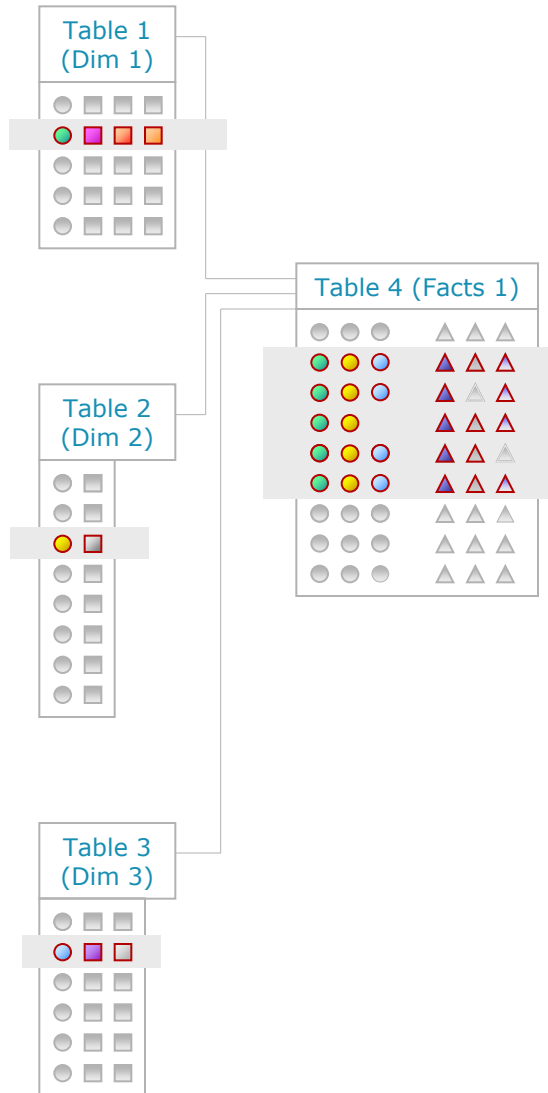 Table 1
(Dim 1)
Table 4 (Facts 1)
Table 2
(Dim 2)
Table 3
(Dim 3)